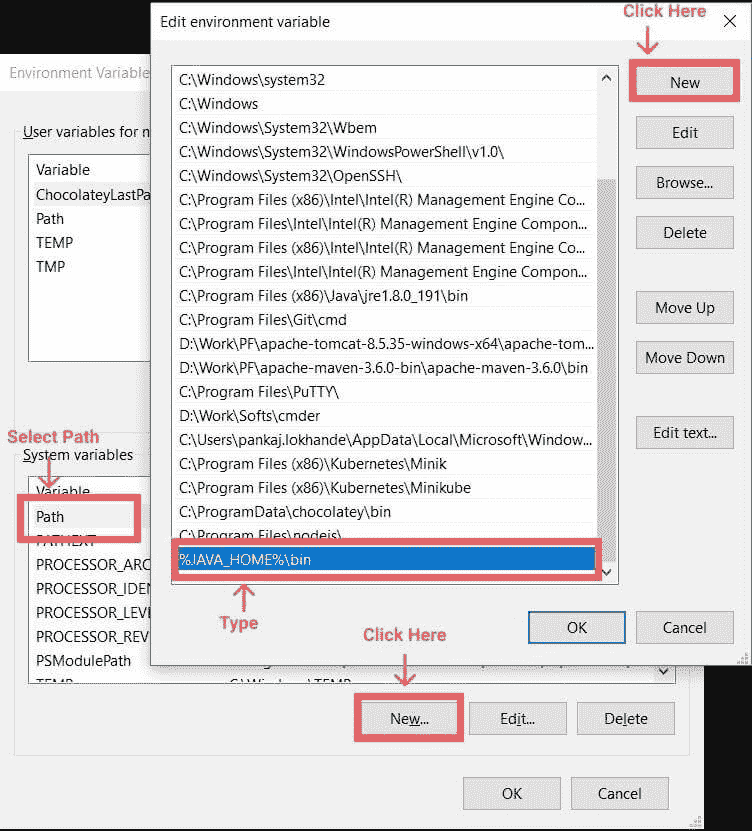 Click Here
Edit environment variable
New
Edit
Browse...
Delete
Move Up
Move Down
Edit text...
C:\Windows\system32
C:\Windows
C:\Windows\System32\Wbem
C:\Windows\System32\WindowsPowerShell\v1.0\
C:\Windows\System32\OpenSSH\
C:\Program Files (x86)\Intel\Intel(R) Management Engine Co...
C:\Program Files\Intel\Intel(R) Management Engine Compon...
C:\Program Files (x86)\Intel\Intel(R) Management Engine Co...
C:\Program Files\Intel\Intel(R) Management Engine Compon...
C:\Program Files (x86)\Java\jre1.8.0_191\bin
C:\Program Files\Git\cmd
D:\Work\PF\apache-tomcat-8.5.35-windows-x64\apache-tom...
D:\Work\PF\apache-maven-3.6.0-bin\apache-maven-3.6.0\bin
C:\Program Files\PuTTY\
D:\Work\Softs\cmder
C:\Users\pankaj.lokhande\AppData\Local\Microsoft\Window...
C:\Program Files (x86)\Kubernetes\Minik
C:\Program Files (x86)\Kubernetes\Minikube
C:\ProgramData\chocolatey\bin
C:\Program Files\nodejs\
%JAVA_HOME%\bin
Type
OK
Cancel
Environment Variable
User variables for n
Variable
ChocolateyLastPa
Path
TEMP
TMP
Select Path
System variables
Variable
Path
PATHEXT
PROCESSOR_ARC
PROCESSOR_IDEN
PROCESSOR_LEVE
PROCESSOR_REV
PSModulePath
TEMP
C:\Windows\TEMP
Click Here
New...
Edit...
Delete
OK
Cancel